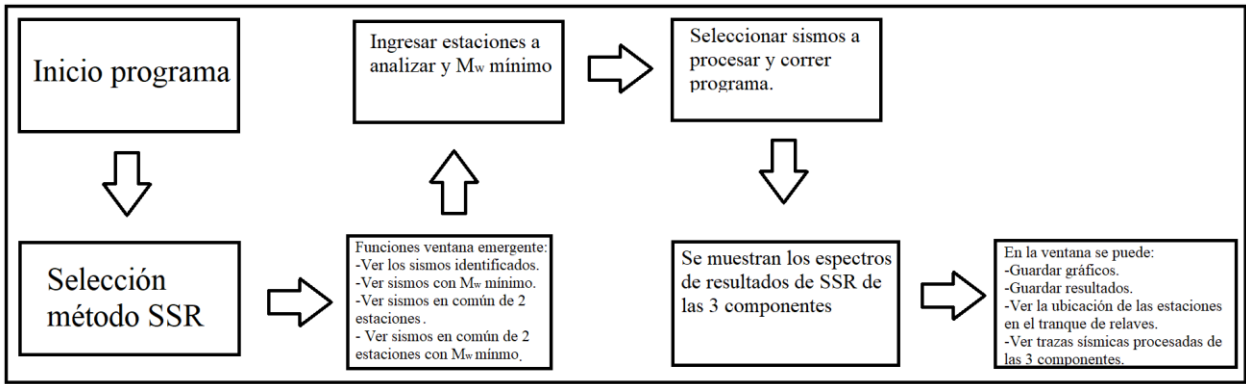 Inicio programa
Selección
método SSR
Funciones ventana emergente:
-Ver los sismos identificados.
-Ver sismos con Mw mínimo.
-Ver sismos en común de 2
estaciones.
- Ver sismos en común de 2
estaciones con Mw mínmo.
Ingresar estaciones a
analizar y Mw mínimo
Seleccionar sismos a
procesar y correr
programa.
Se muestran los espectros
de resultados de SSR de
las 3 componentes
En la ventana se puede:
-Guardar gráficos.
-Guardar resultados.
-Ver la ubicación de las estaciones
en el tranque de relaves.
-Ver trazas sísmicas procesadas de
las 3 componentes.